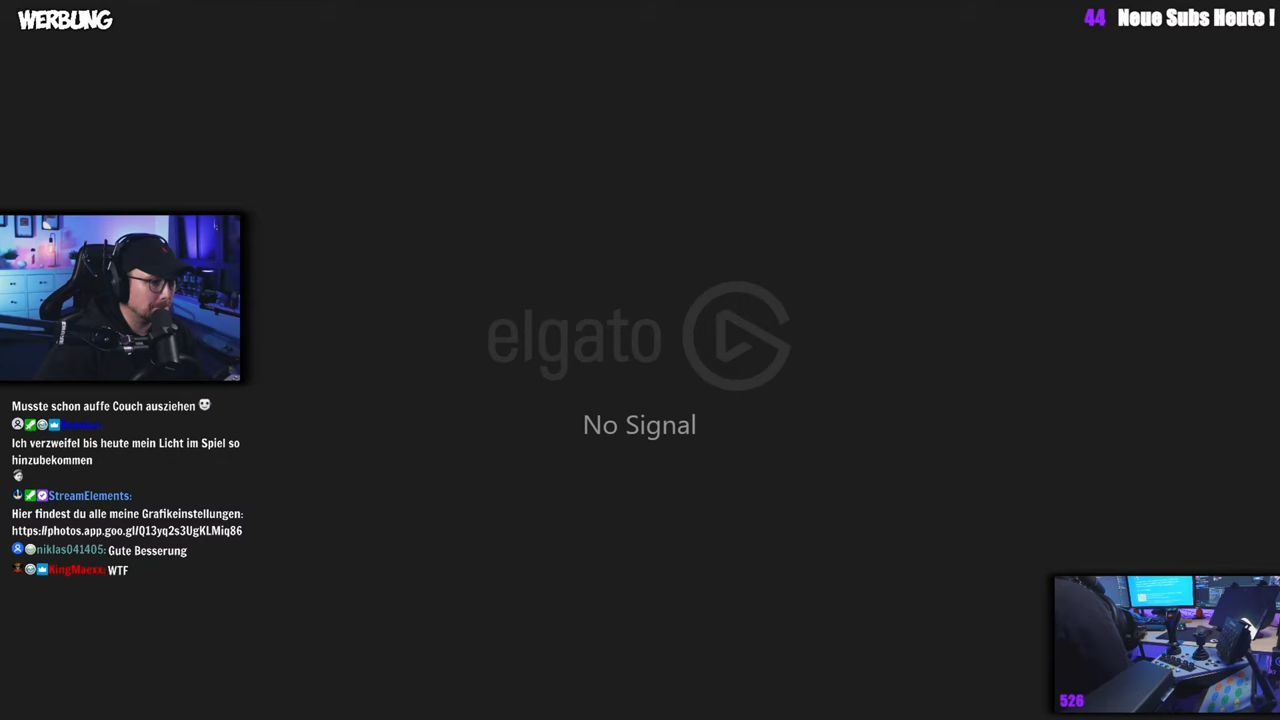 WERBUNG
44 Neue Subs Heute !
elgato
No Signal
Musste schon auffe Couch ausziehen
Ich verzweifel bis heute mein Licht im Spiel so
hinzubekommen
StreamElements:
Hier findest du alle meine Grafikeinstellungen:
https://photos.app.goo.gl/Q13yq2s3UgKLMiq86
niklas041405: Gute Besserung
KingMaexx: WTF
526